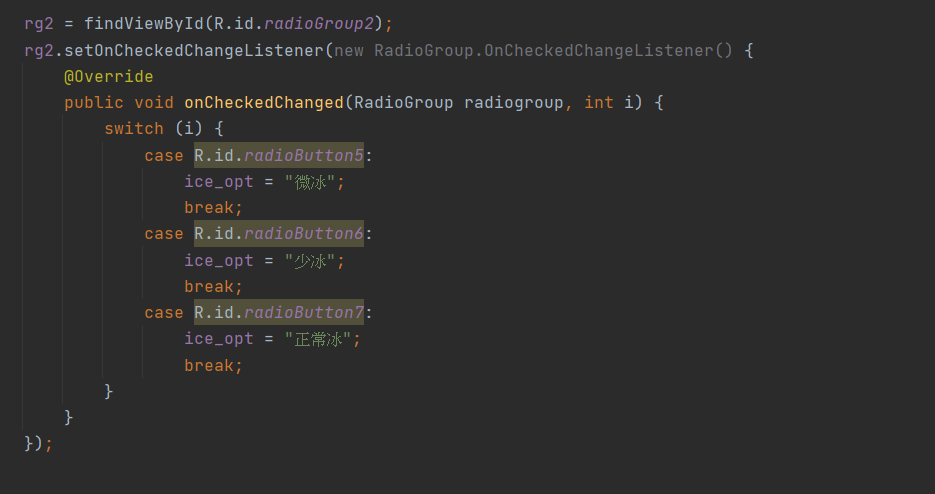 rg2 = findViewById(R.id.radioGroup2);
rg2.setOnCheckedChangeListener(new RadioGroup.OnCheckedChangeListener() {
@Override
public void onCheckedChanged(RadioGroup radiogroup, int i) {
switch (i) {
case R.id.radioButton5:
ice_opt = "微冰";
break;
case R.id.radioButton6:
ice_opt = "少冰";
break;
case R.id.radioButton7:
ice_opt = "正常冰";
break;
}
}
});